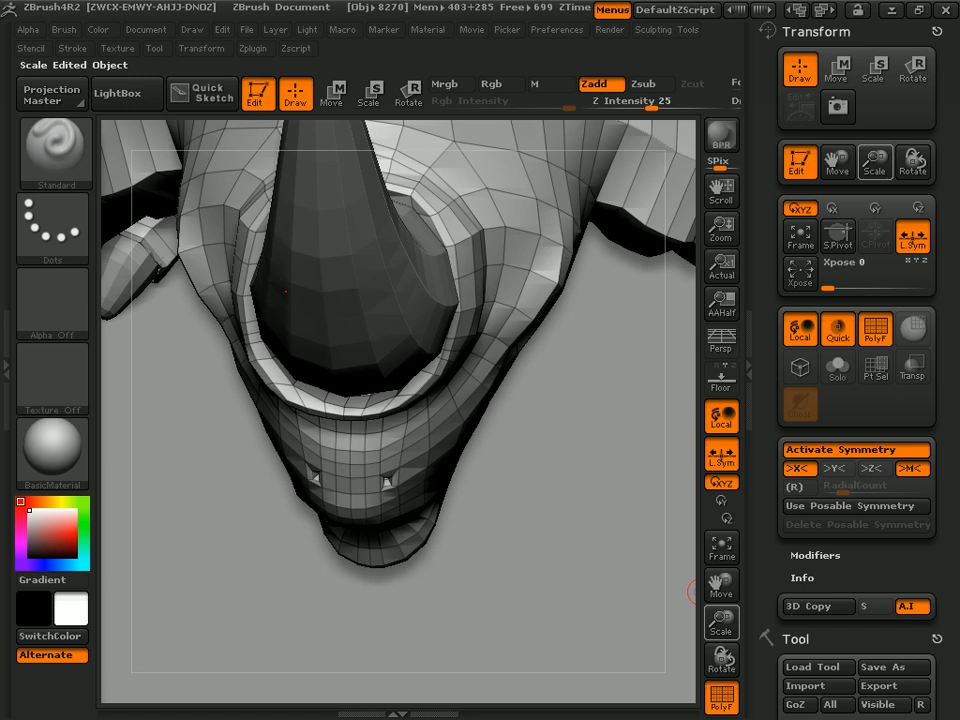 ZBrush4R2 [ZWCX-EMWY-AHJJ-DNOZ] ZBrush Document [Obj▸8270] Mem▸403+285 Free▸699 ZTime Menus DefaultZScript
Alpha Brush Color Document Draw Edit File Layer Light Macro Marker Material Movie Picker Preferences Render Sculpting Tools
Stencil Stroke Texture Tool Transform Zplugin Zscript
Scale Edited Object
Projection Master
LightBox
Quick Sketch
Edit Draw Move Scale Rotate
Mrgb Rgb M Zadd Zsub Zcut
Rgb Intensity Z Intensity 25
Standard
Dots
Alpha Off
Texture Off
BasicMaterial
Gradient
SwitchColor
Alternate
BPR
SPix
Scroll
Zoom
Actual
AAHalf
Persp
X Y Z
Floor
Local
L.Sym
XYZ
Y
Z
Frame
Move
Scale
Rotate
PolyF
Transform
Draw Move Scale Rotate
Edit Move Scale Rotate
XYZ X Y Z
Frame S.Pivot C.Pivot L.Sym
Xpose Xpose 0 X Y Z
Local Quick PolyF
Solo Pt Sel Transp
Ghost
Activate Symmetry
>X< >Y< >Z< >M<
(R) RadialCount
Use Posable Symmetry
Delete Posable Symmetry
Modifiers
Info
3D Copy S A.I
Tool
Load Tool Save As
Import Export
GoZ All Visible R